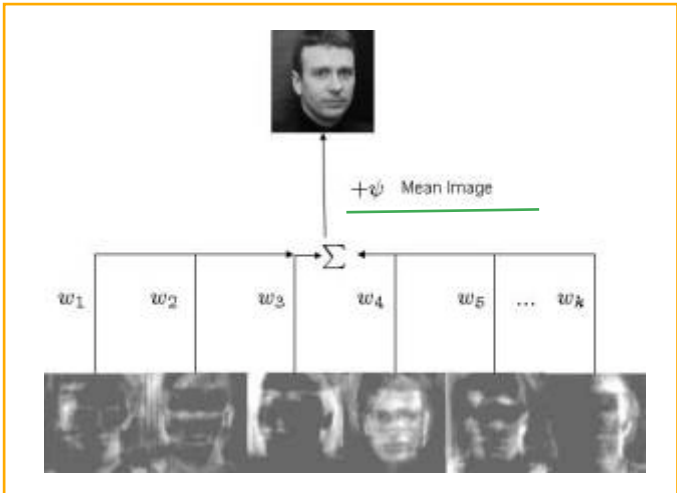 +ψ Mean Image
Σ
w₁ w₂ w₃ w₄ w₅ ... wₖ